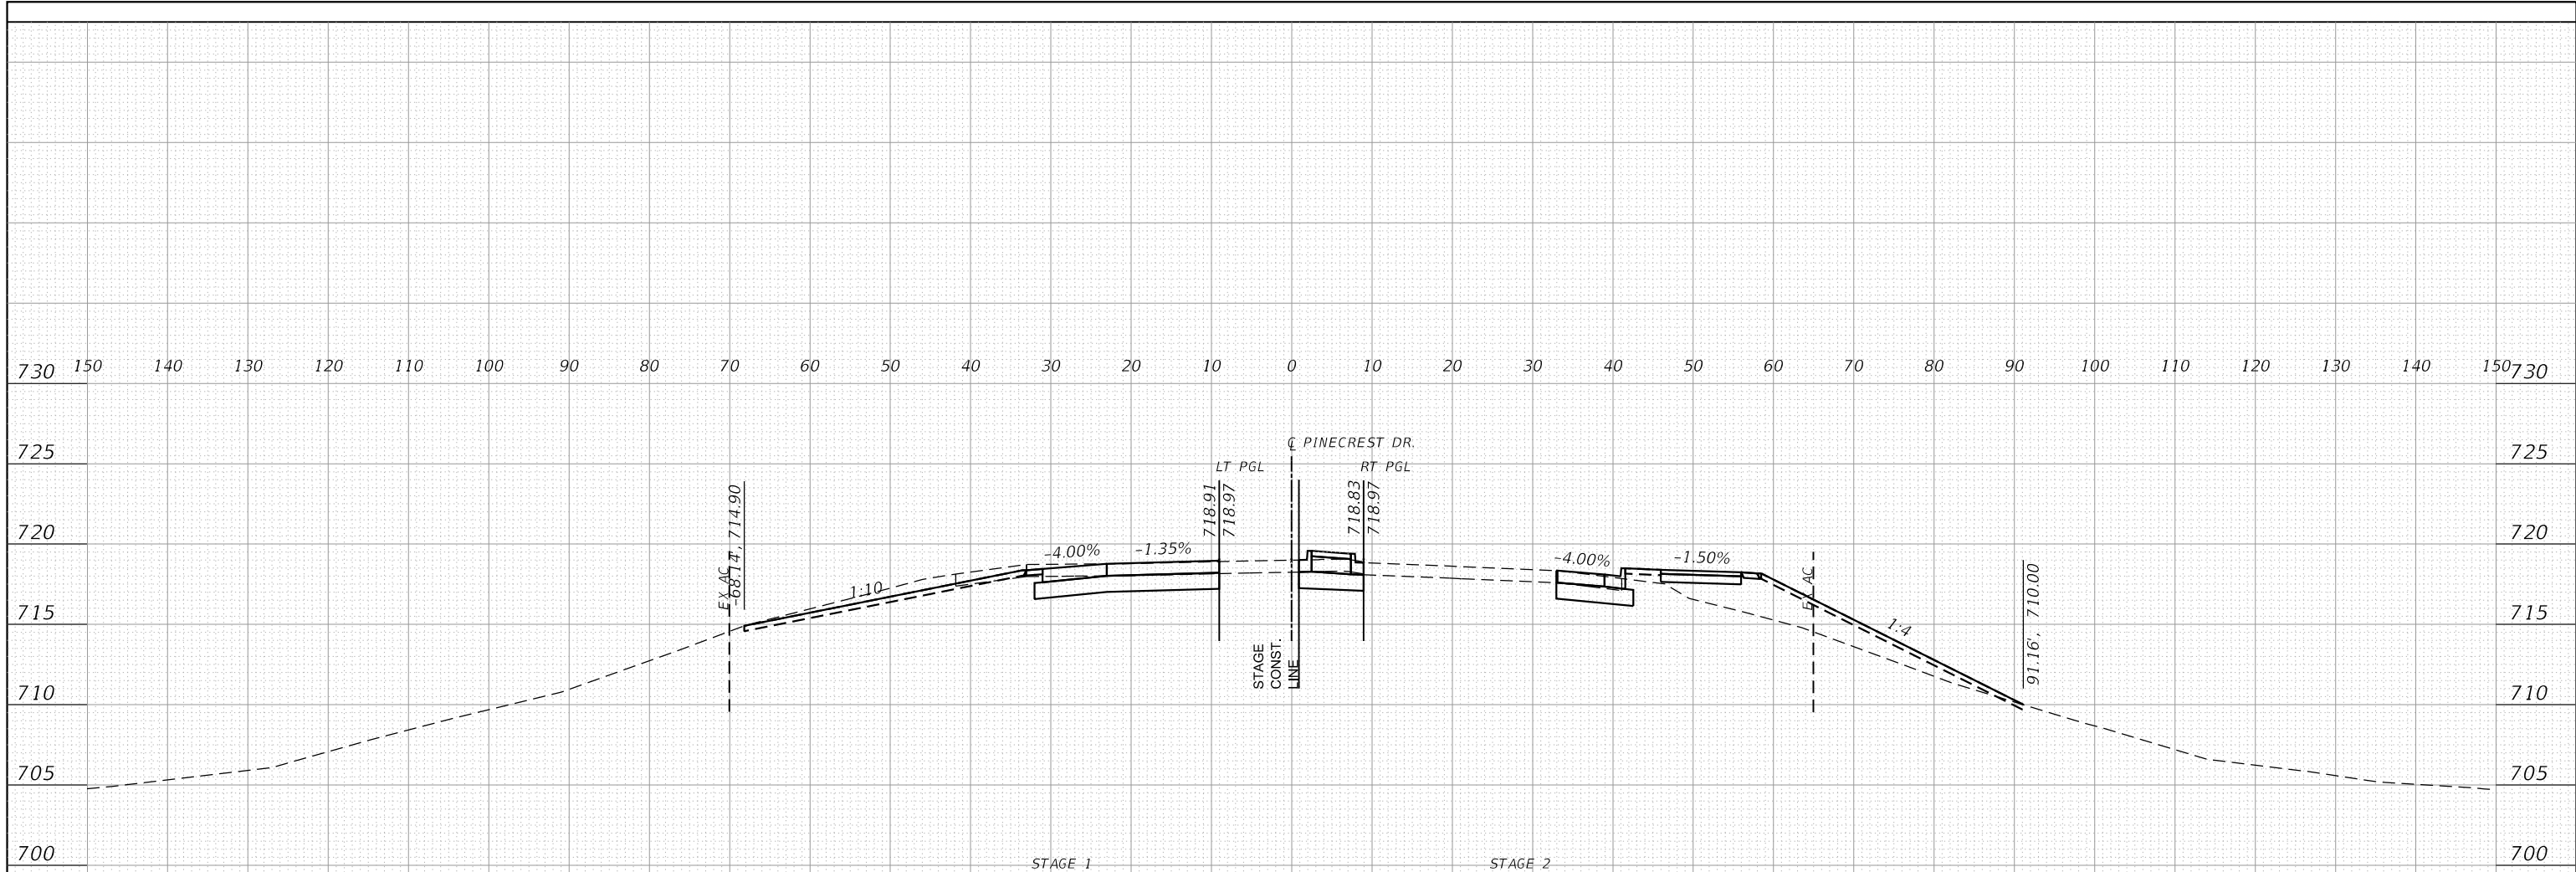 150 140 130 120 110 100 90 80 70 60 50 40 30 20 10 0 10 20 30 40 50 60 70 80 90 100 110 120 130 140 150
730 730
℄ PINECREST DR.
725 725
LT PGL RT PGL
718.91
718.97
718.83
718.97
-68.14', 714.90
EX AC
720 720
-4.00% -1.35% -4.00% -1.50%
1:10
EX AC
91.16', 710.00
715 715
1:4
STAGE
CONST.
LINE
710 710
705 705
700 700
STAGE 1 STAGE 2